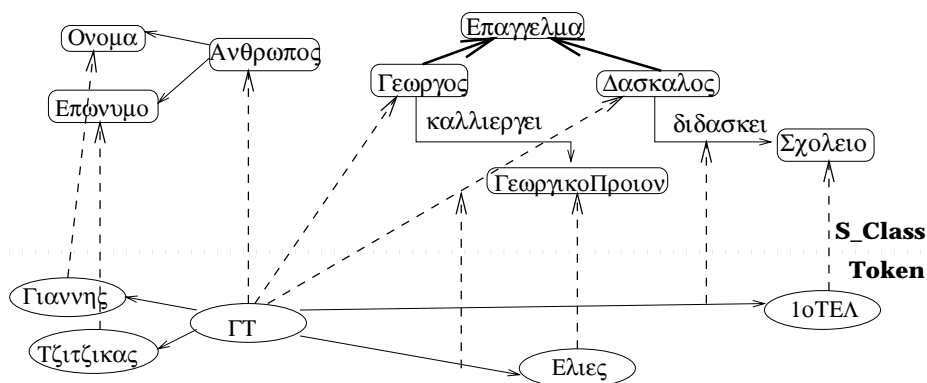 Επαγγελμα
Ονομα
Ανθρωπος
Γεωργος
Δασκαλος
Επωνυμο
καλλιεργει
διδασκει
Σχολειο
ΓεωργικοΠροιον
S_Class
Token
Γιαννης
ΓΤ
1οΤΕΛ
Τζιτζικας
Ελιες